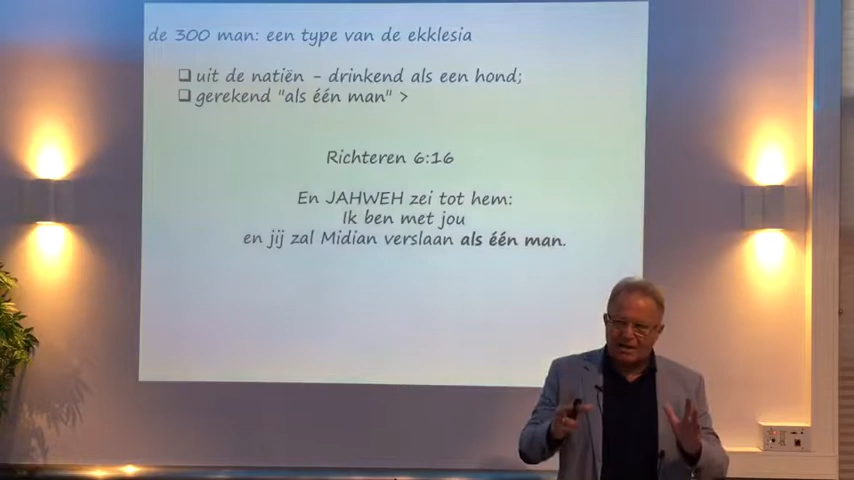 de 300 man: een type van de ekklesia
❑ uit de natiën - drinkend als een hond;
❑ gerekend "als één man" >
Richteren 6:16
En JAHWEH zei tot hem:
Ik ben met jou
en jij zal Midian verslaan als één man.